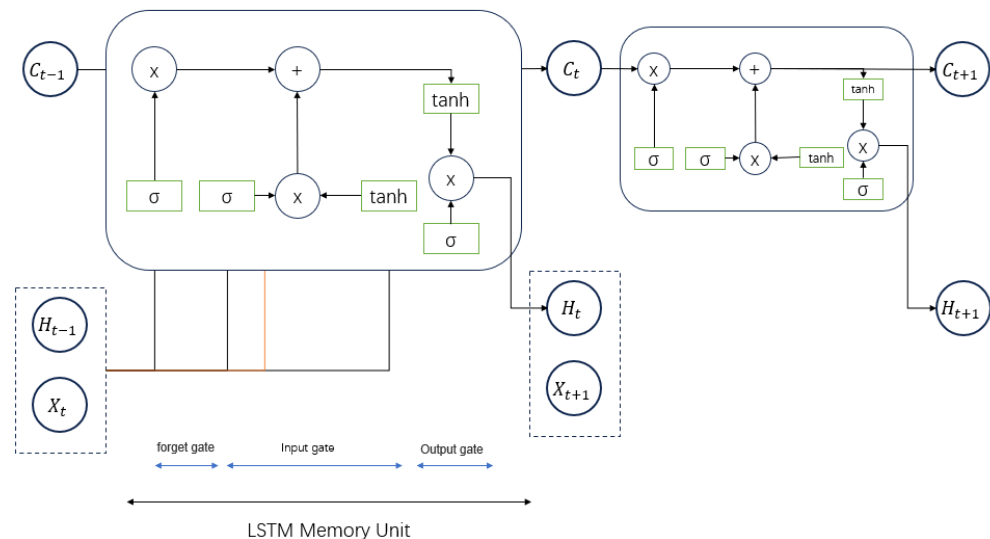 C_{t-1}
x
+
tanh
x
σ
σ
x
tanh
σ
C_t
x
+
tanh
x
σ
σ
x
tanh
σ
C_{t+1}
H_{t-1}
X_t
H_t
X_{t+1}
H_{t+1}
forget gate
Input gate
Output gate
LSTM Memory Unit